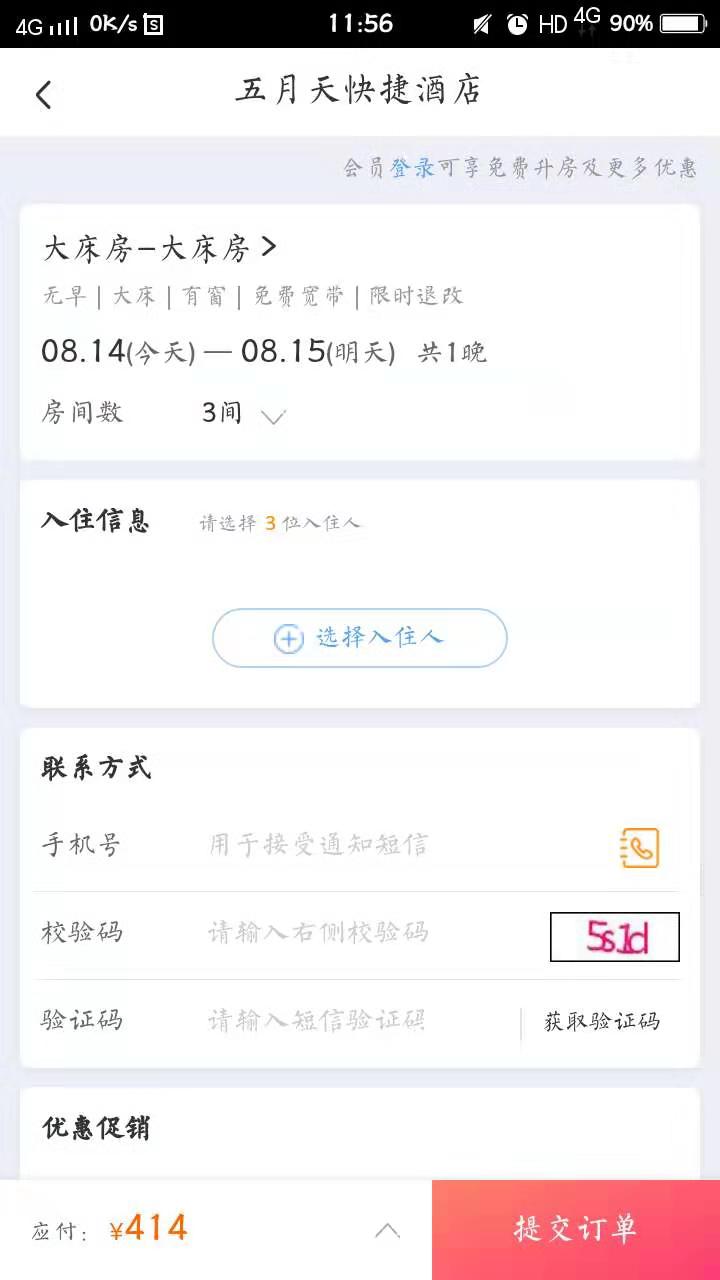 4G 0K/s S 11:56 HD 4G 90%
五月天快捷酒店
会员登录可享免费升房及更多优惠
大床房-大床房
无早 | 大床 | 有窗 | 免费宽带 | 限时退改
08.14(今天) — 08.15(明天) 共1晚
房间数 3间
入住信息 请选择 3 位入住人
选择入住人
联系方式
手机号 用于接受通知短信
校验码 请输入右侧校验码 5s1d
验证码 请输入短信验证码 获取验证码
优惠促销
应付: ¥414 提交订单